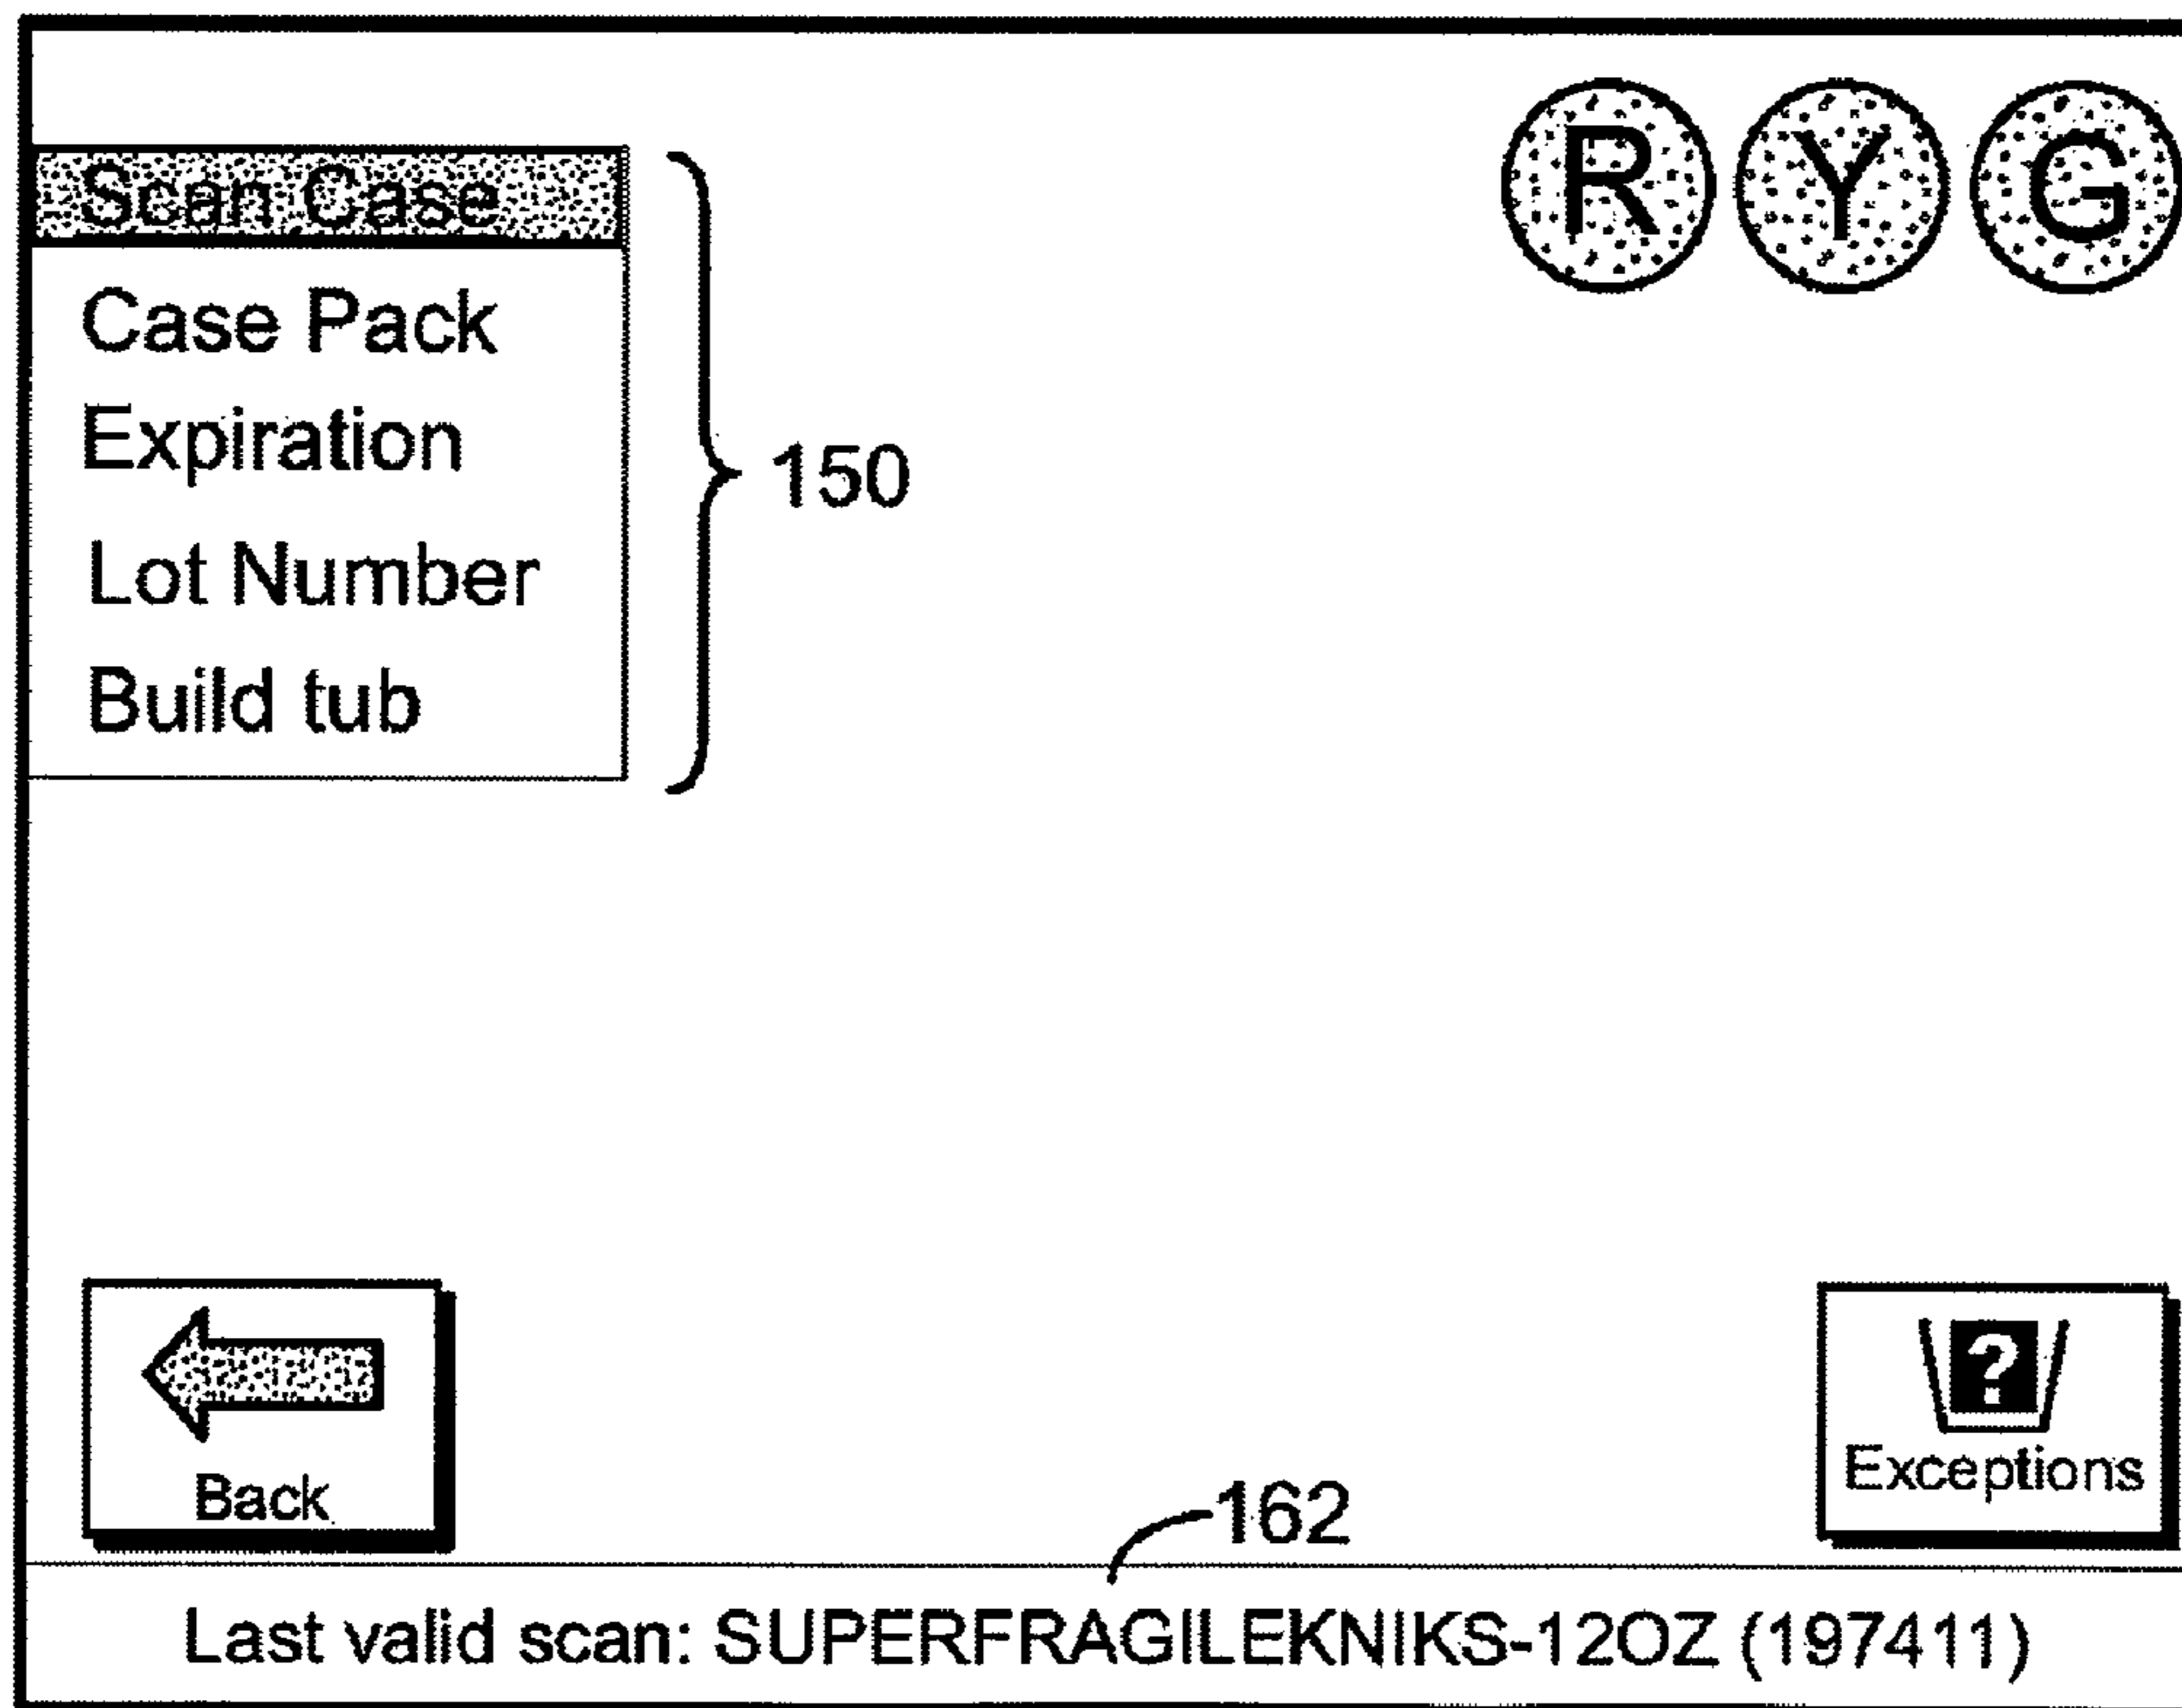 R Y G
Scan Case
Case Pack
Expiration
Lot Number
Build tub
150
Back
?
Exceptions
162
Last valid scan: SUPERFRAGILEKNIKS-12OZ (197411)